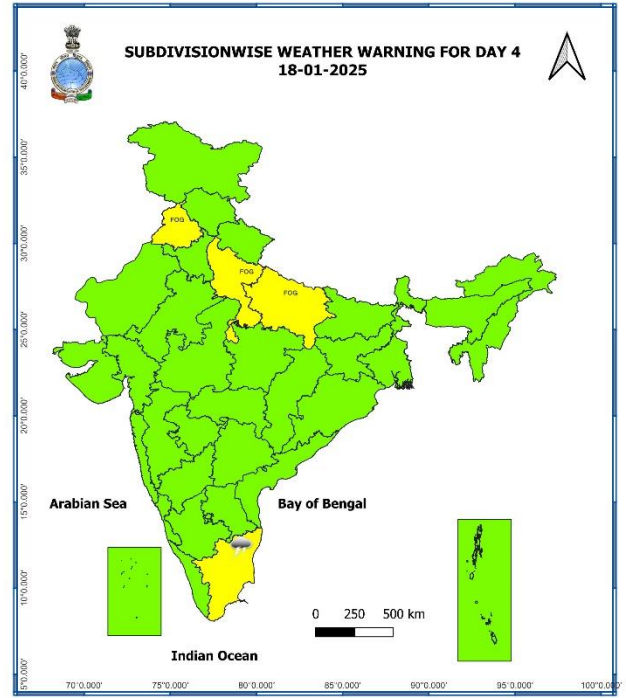 SUBDIVISIONWISE WEATHER WARNING FOR DAY 4
18-01-2025
40°0.000'
35°0.000'
30°0.000'
25°0.000'
20°0.000'
15°0.000'
10°0.000'
5°0.000'
FOG
FOG
FOG
Arabian Sea
Bay of Bengal
0 250 500 km
Indian Ocean
70°0.000' 75°0.000' 80°0.000' 85°0.000' 90°0.000' 95°0.000' 100°0.000'